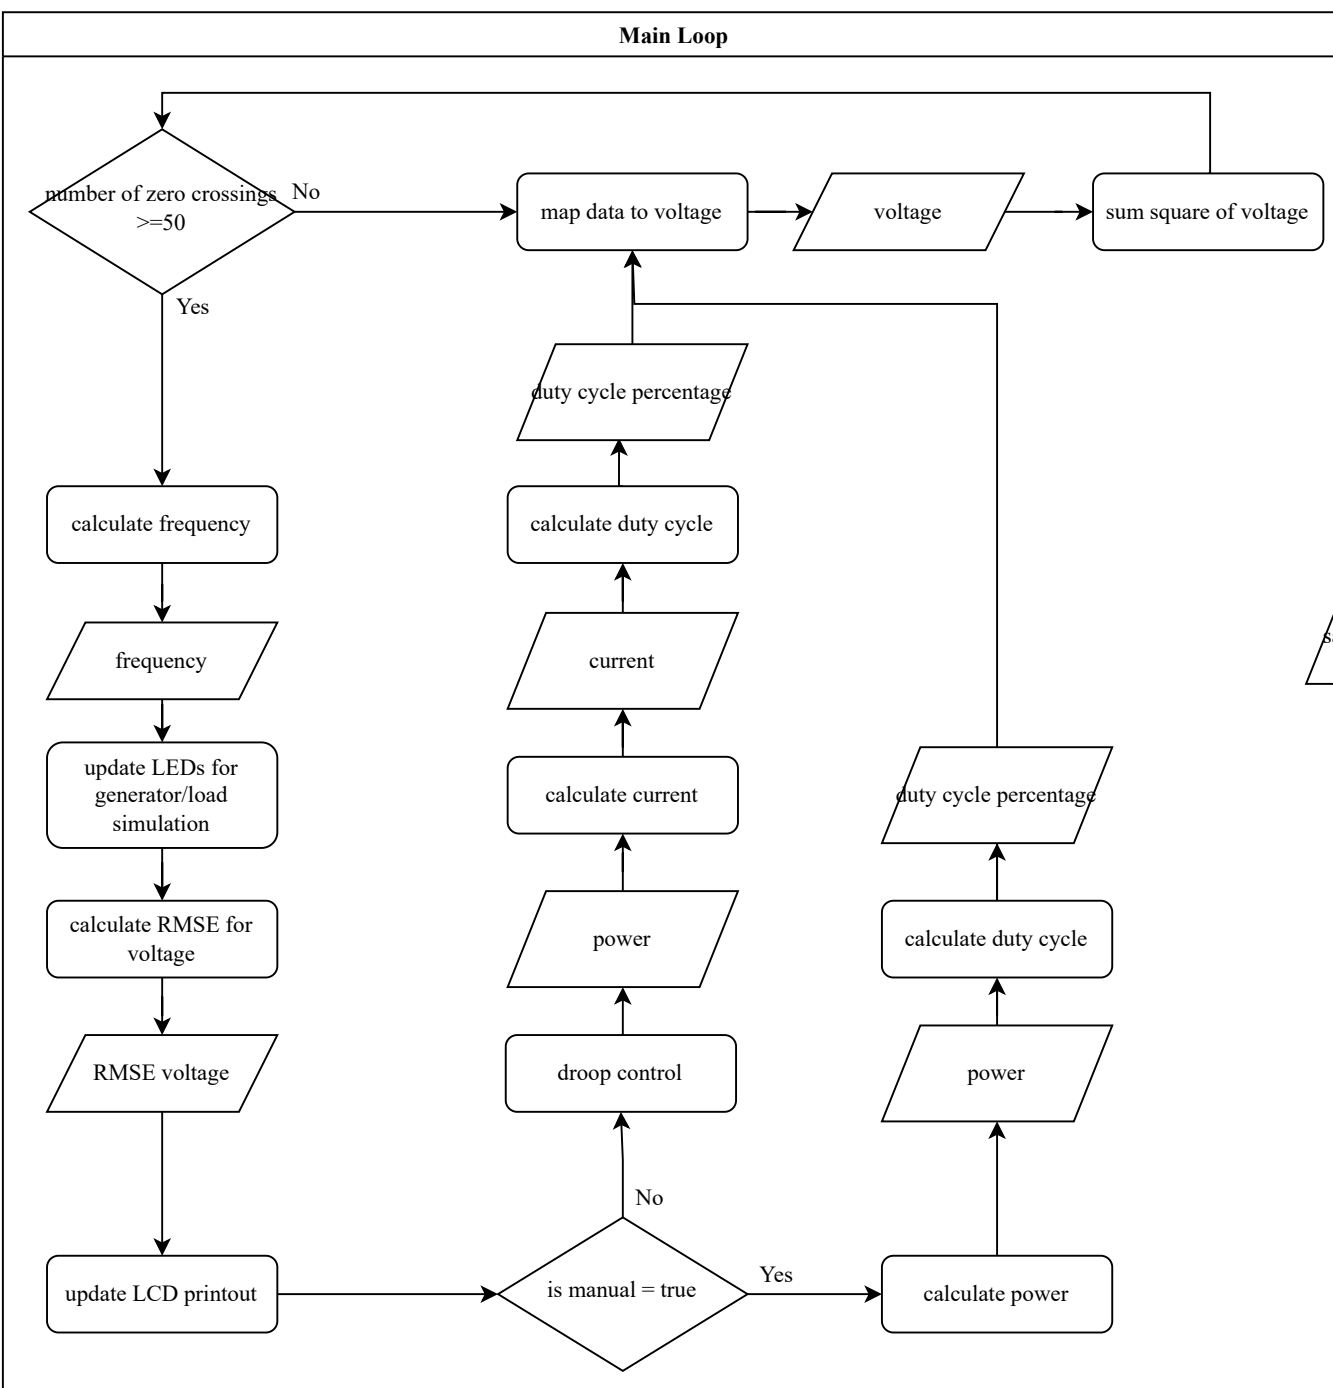 Main Loop
number of zero crossings
>=50
No
map data to voltage
voltage
sum square of voltage
Yes
duty cycle percentage
calculate frequency
calculate duty cycle
frequency
current
update LEDs for
generator/load
simulation
calculate current
duty cycle percentage
calculate RMSE for
voltage
power
calculate duty cycle
RMSE voltage
droop control
power
No
update LCD printout
is manual = true
Yes
calculate power